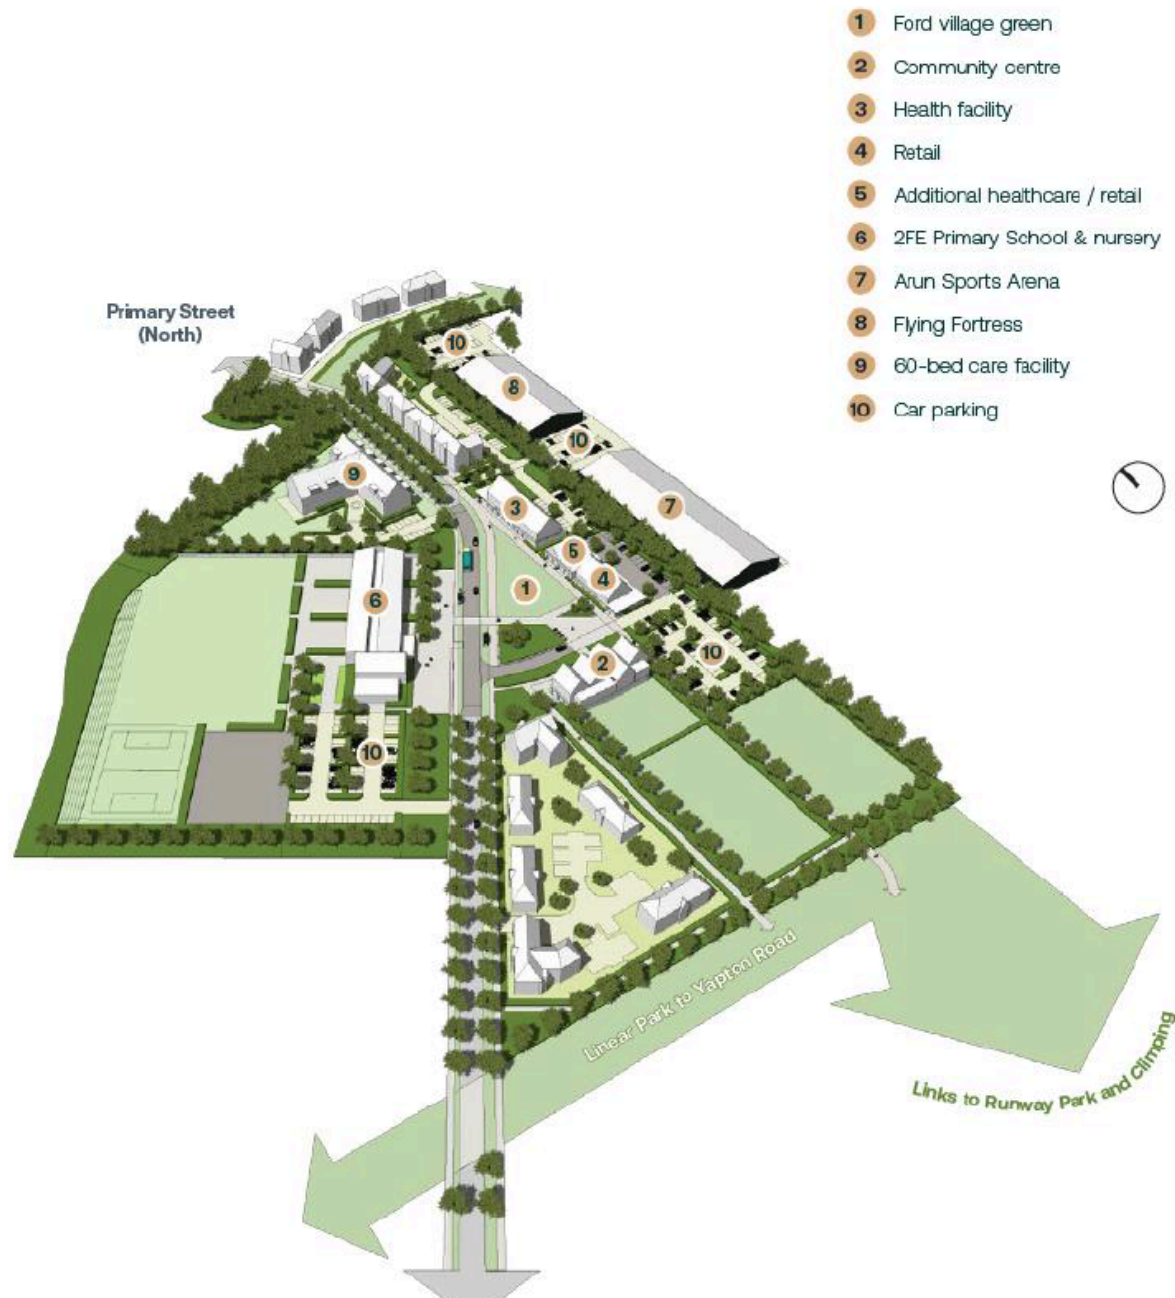 1 Ford village green
2 Community centre
3 Health facility
4 Retail
5 Additional healthcare / retail
6 2FE Primary School & nursery
7 Arun Sports Arena
8 Flying Fortress
9 60-bed care facility
10 Car parking
Primary Street
(North)
10
8
10
9
7
3
5
4
1
6
2
10
10
Linear Park to Yapton Road
Links to Runway Park and Climping